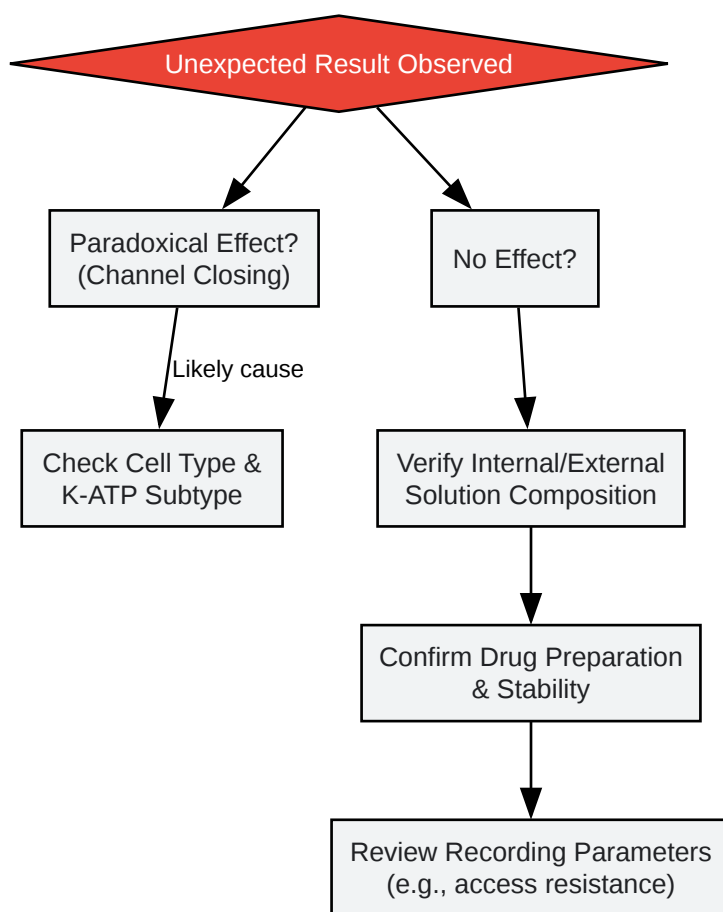 Unexpected Result Observed
Paradoxical Effect?
(Channel Closing)
No Effect?
Likely cause
Check Cell Type &
K-ATP Subtype
Verify Internal/External
Solution Composition
Confirm Drug Preparation
& Stability
Review Recording Parameters
(e.g., access resistance)